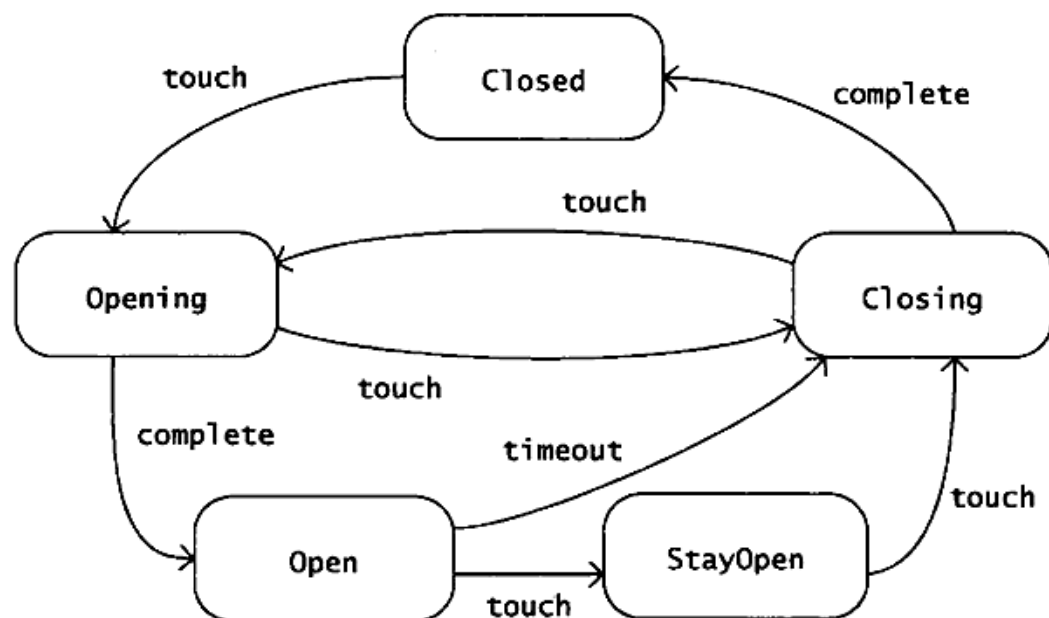 Closed
touch
complete
touch
Opening
Closing
touch
complete
timeout
touch
Open
StayOpen
touch